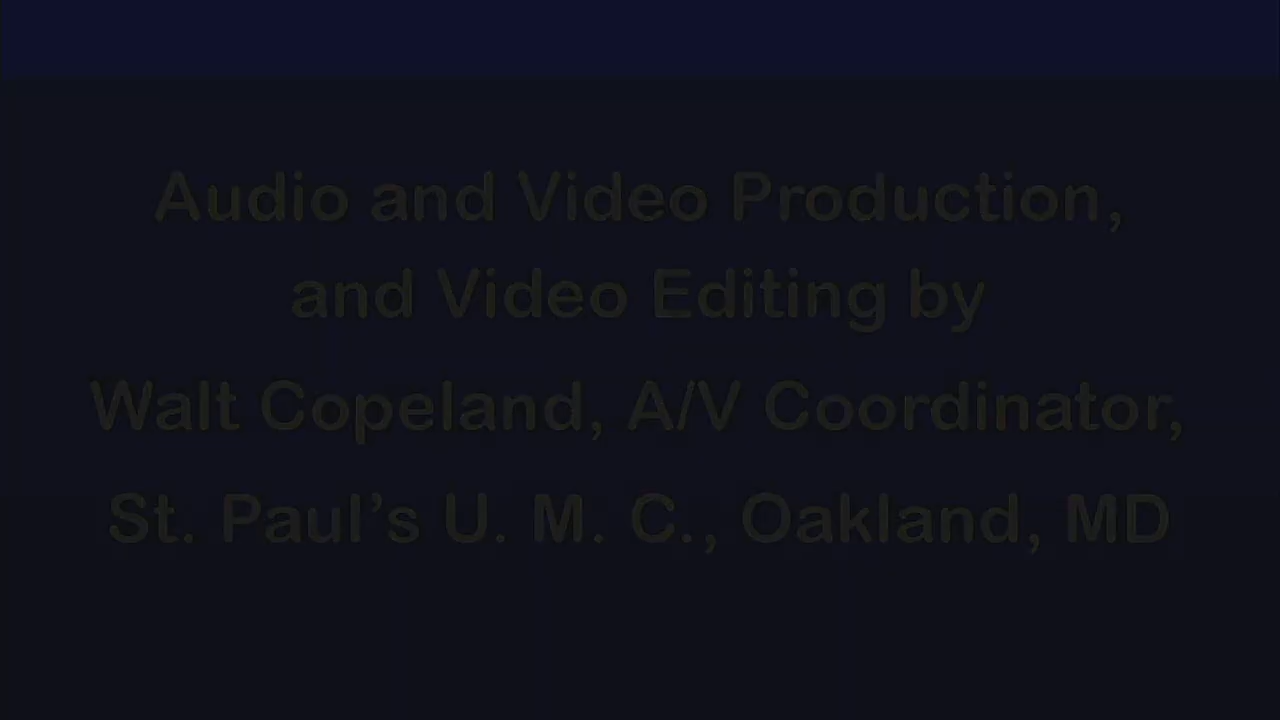 Audio and Video Production,
and Video Editing by
Walt Copeland, A/V Coordinator,
St. Paul’s U. M. C., Oakland, MD